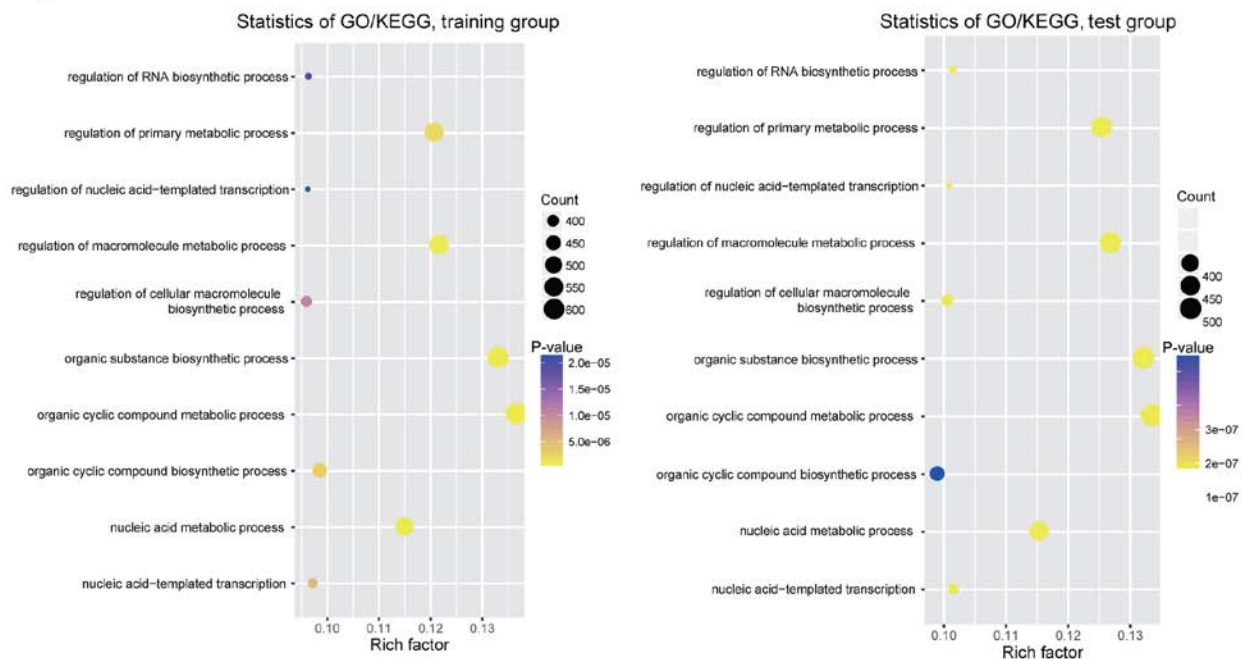 Statistics of GO/KEGG, training group
regulation of RNA biosynthetic process
regulation of primary metabolic process
regulation of nucleic acid-templated transcription
regulation of macromolecule metabolic process
regulation of cellular macromolecule
biosynthetic process
organic substance biosynthetic process
organic cyclic compound metabolic process
organic cyclic compound biosynthetic process
nucleic acid metabolic process
nucleic acid-templated transcription
0.10 0.11 0.12 0.13
Rich factor
Count
400
450
500
550
600
P-value
2.0e-05
1.5e-05
1.0e-05
5.0e-06
Statistics of GO/KEGG, test group
regulation of RNA biosynthetic process
regulation of primary metabolic process
regulation of nucleic acid-templated transcription
regulation of macromolecule metabolic process
regulation of cellular macromolecule
biosynthetic process
organic substance biosynthetic process
organic cyclic compound metabolic process
organic cyclic compound biosynthetic process
nucleic acid metabolic process
nucleic acid-templated transcription
0.10 0.11 0.12 0.13
Rich factor
Count
400
450
500
P-value
3e-07
2e-07
1e-07